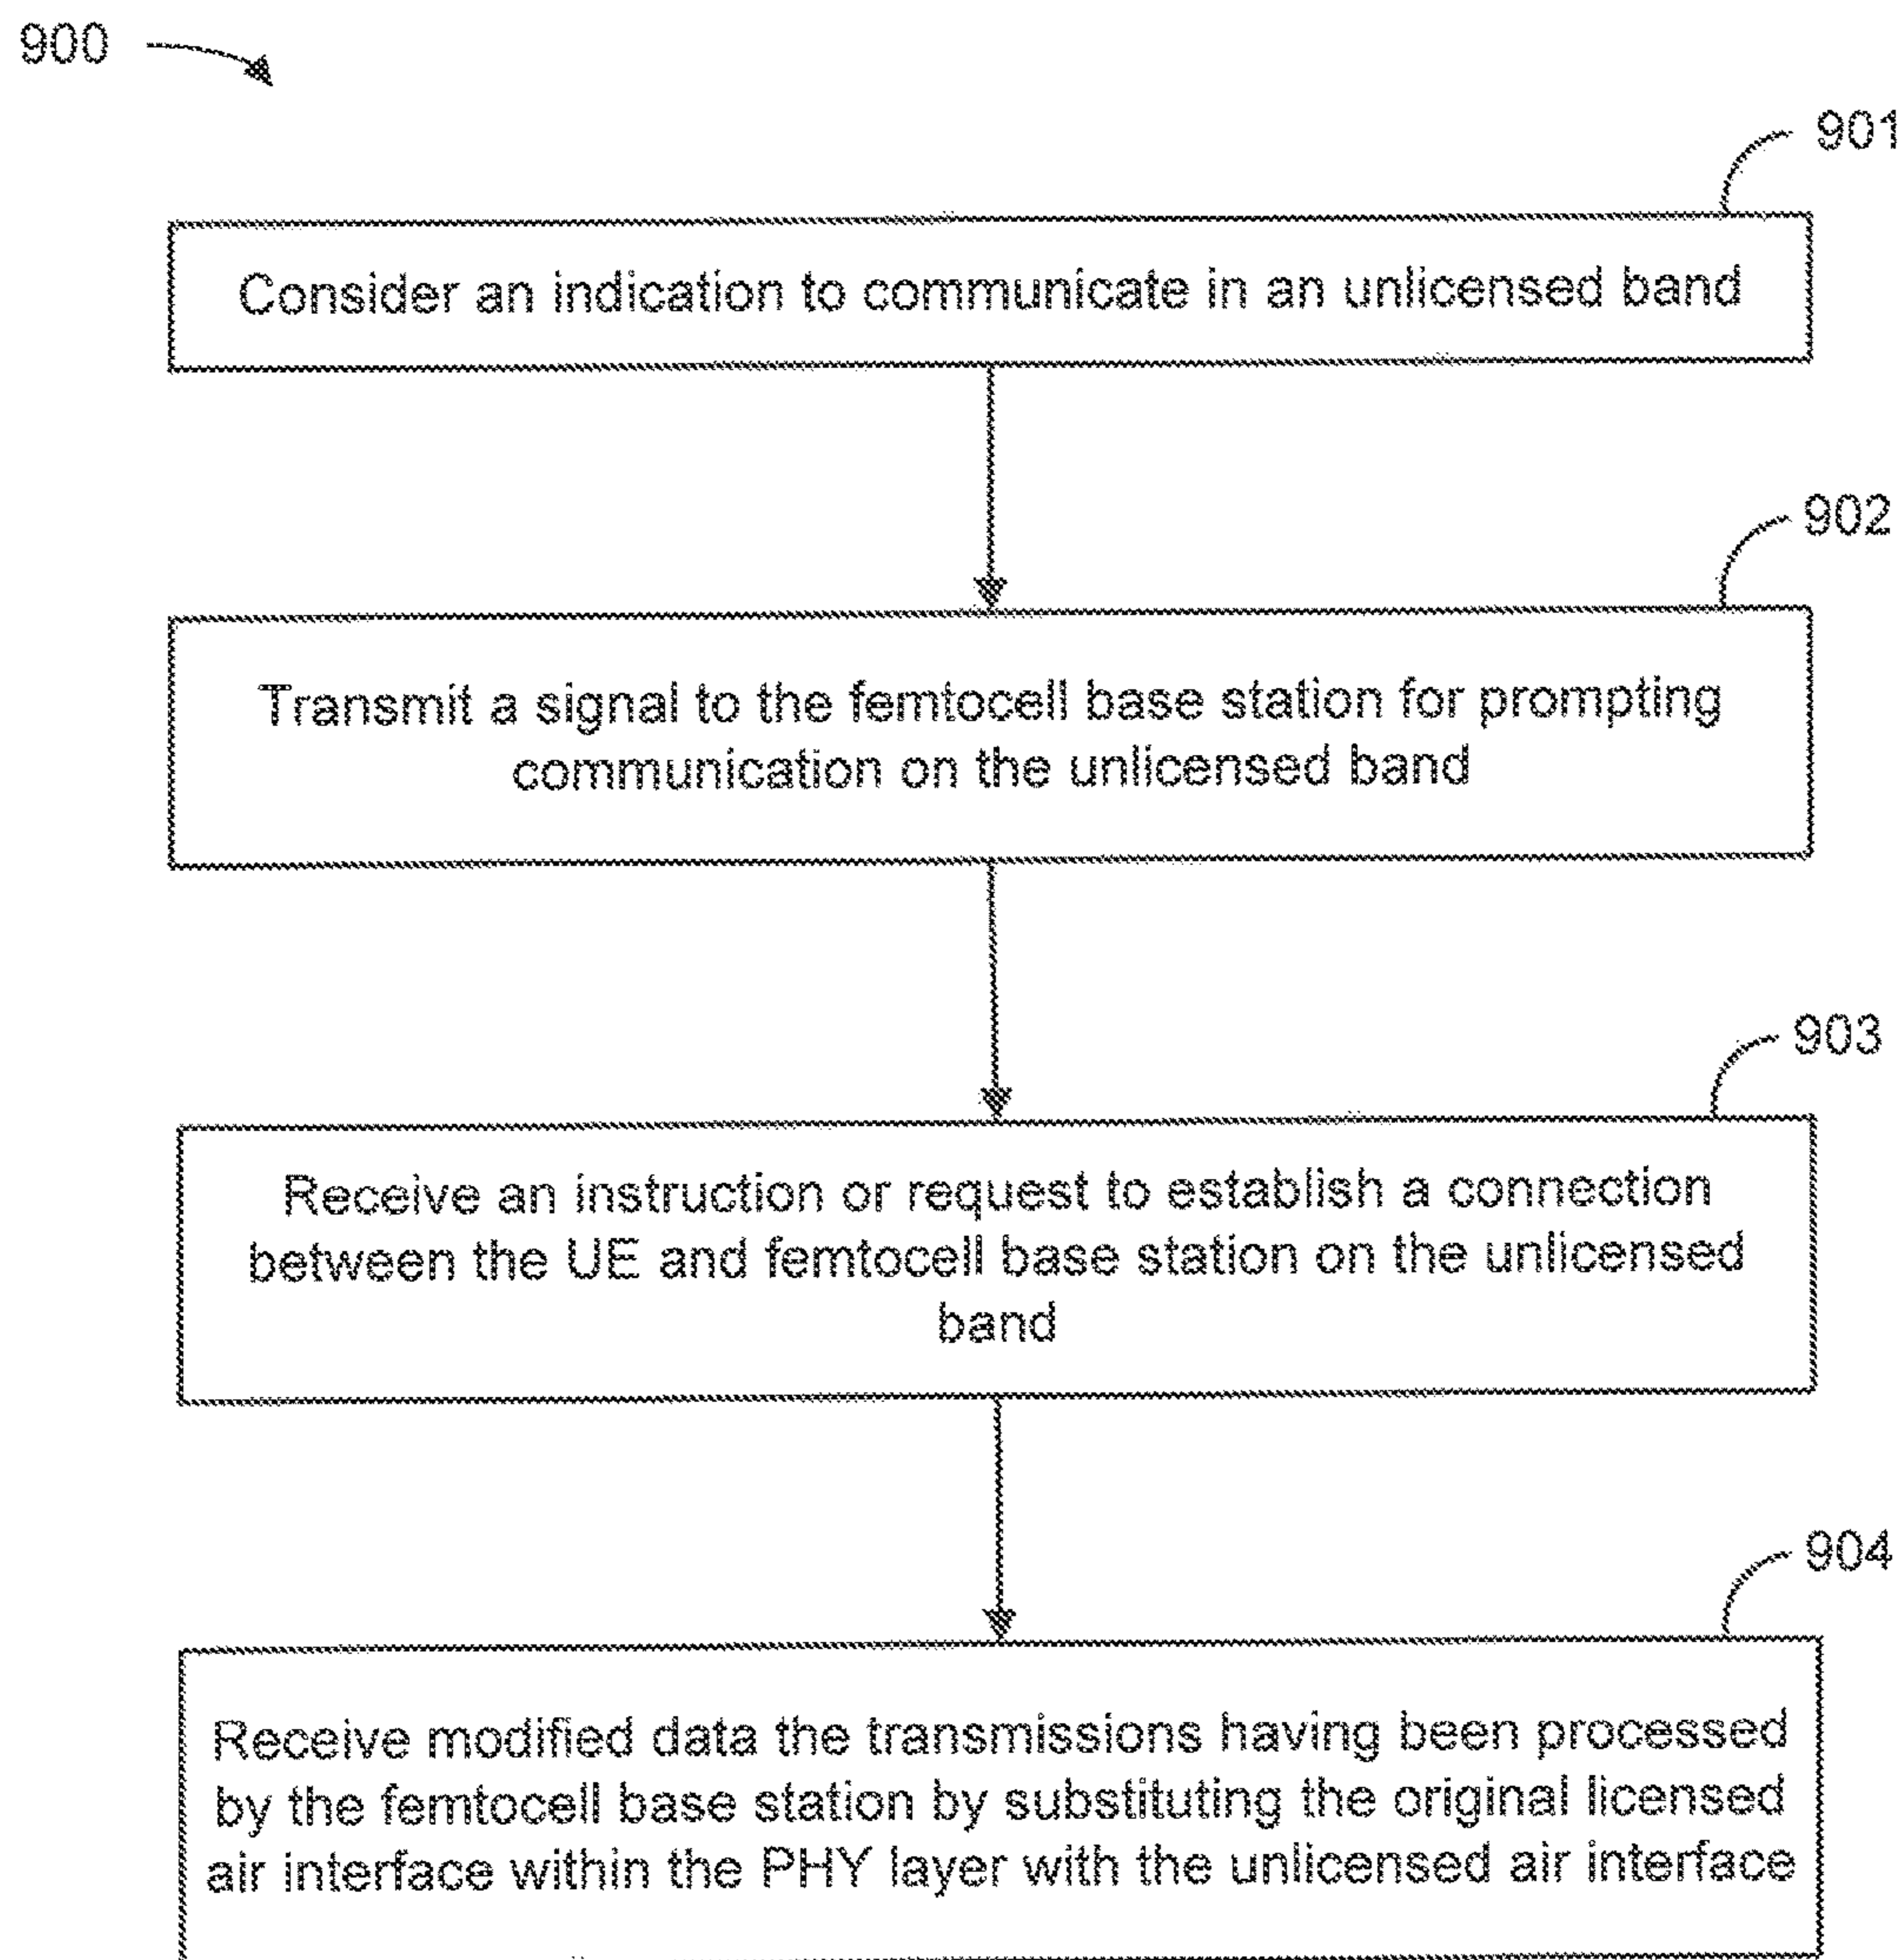 900
901
Consider an indication to communicate in an unlicensed band
902
Transmit a signal to the femtocell base station for prompting
communication on the unlicensed band
903
Receive an instruction or request to establish a connection
between the UE and femtocell base station on the unlicensed
band
904
Receive modified data the transmissions having been processed
by the femtocell base station by substituting the original licensed
air interface within the PHY layer with the unlicensed air interface